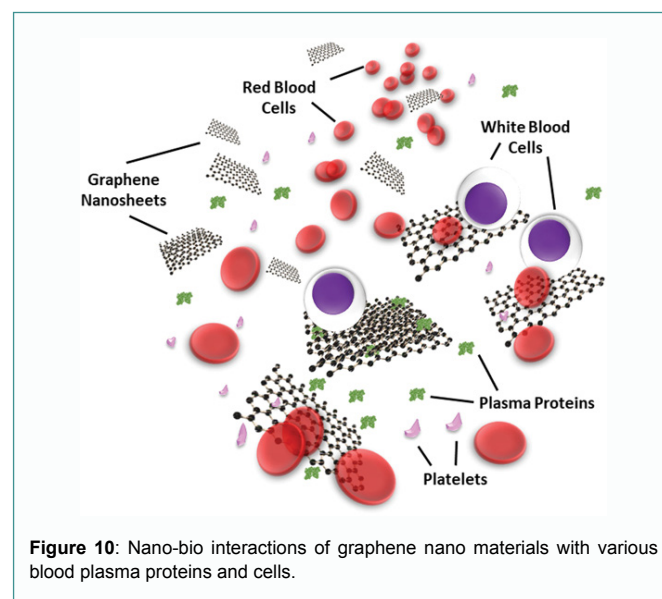 Red Blood
Cells
White Blood
Cells
Graphene
Nanosheets
Plasma Proteins
Platelets
Figure 10: Nano-bio interactions of graphene nano materials with various
blood plasma proteins and cells.